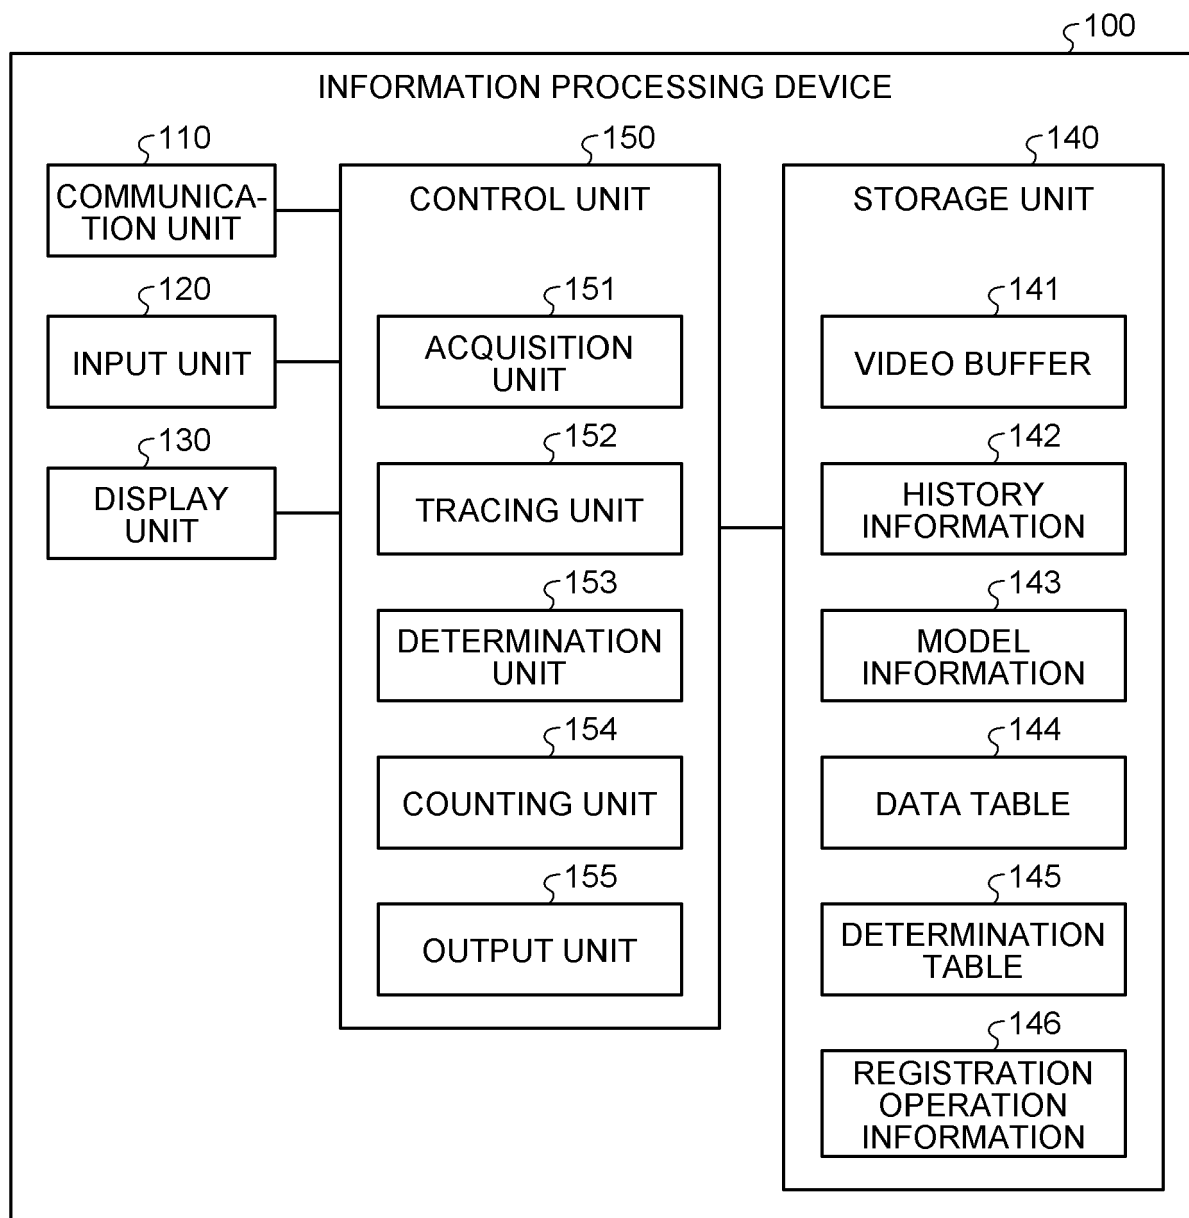 100
INFORMATION PROCESSING DEVICE
110
COMMUNICA-
TION UNIT
120
INPUT UNIT
130
DISPLAY
UNIT
150
CONTROL UNIT
151
ACQUISITION
UNIT
152
TRACING UNIT
153
DETERMINATION
UNIT
154
COUNTING UNIT
155
OUTPUT UNIT
140
STORAGE UNIT
141
VIDEO BUFFER
142
HISTORY
INFORMATION
143
MODEL
INFORMATION
144
DATA TABLE
145
DETERMINATION
TABLE
146
REGISTRATION
OPERATION
INFORMATION